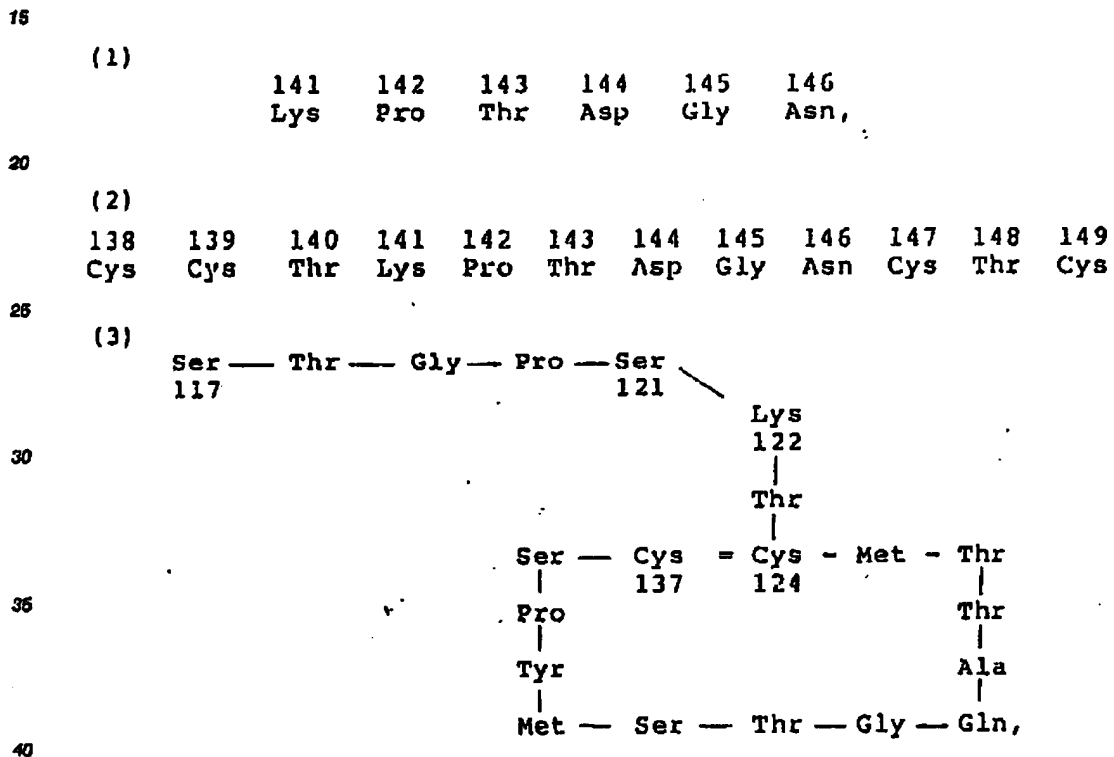 15
(1)
141 142 143 144 145 146
Lys Pro Thr Asp Gly Asn,
20
(2)
138 139 140 141 142 143 144 145 146 147 148 149
Cys Cys Thr Lys Pro Thr Asp Gly Asn Cys Thr Cys
25
(3)
Ser — Thr — Gly — Pro — Ser
117 121
Lys
122
30
Thr
Ser — Cys = Cys - Met - Thr
137 124
35
Pro Thr
Tyr Ala
Met — Ser — Thr — Gly — Gln,
40